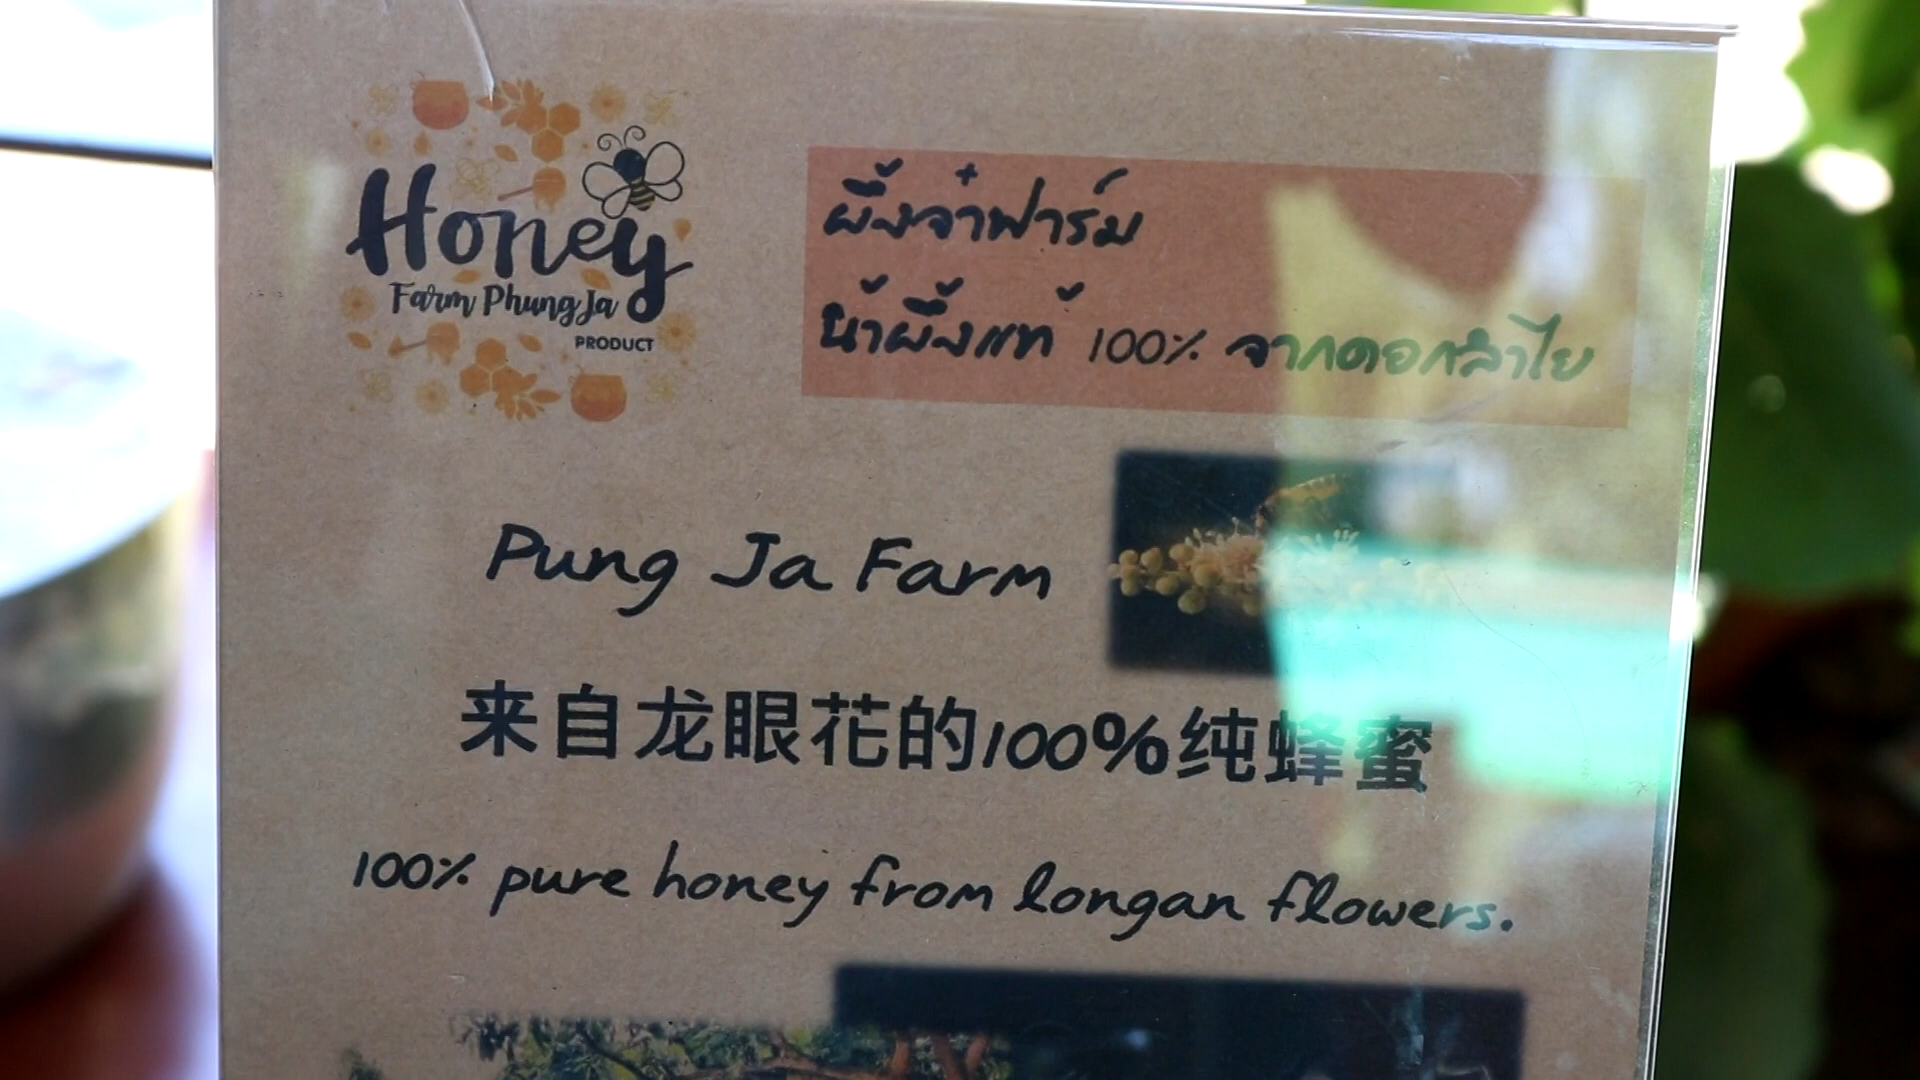 Honey
Farm PhungJa
PRODUCT
ผึ้งจ๋าฟาร์ม
น้ำผึ้งแท้ 100% จากดอกลำไย
Pung Ja Farm
来自龙眼花的100%纯蜂蜜
100% pure honey from longan flowers.